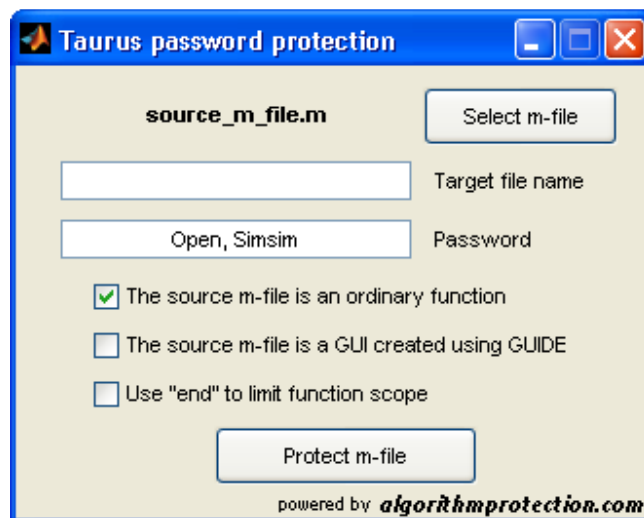 Taurus password protection
source_m_file.m
Select m-file
Target file name
Open, Simsim
Password
The source m-file is an ordinary function
The source m-file is a GUI created using GUIDE
Use "end" to limit function scope
Protect m-file
powered by algorithmprotection.com